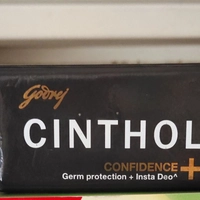 Godrej
CINTHOL
CONFIDENCE+
Germ protection + Insta Deo^